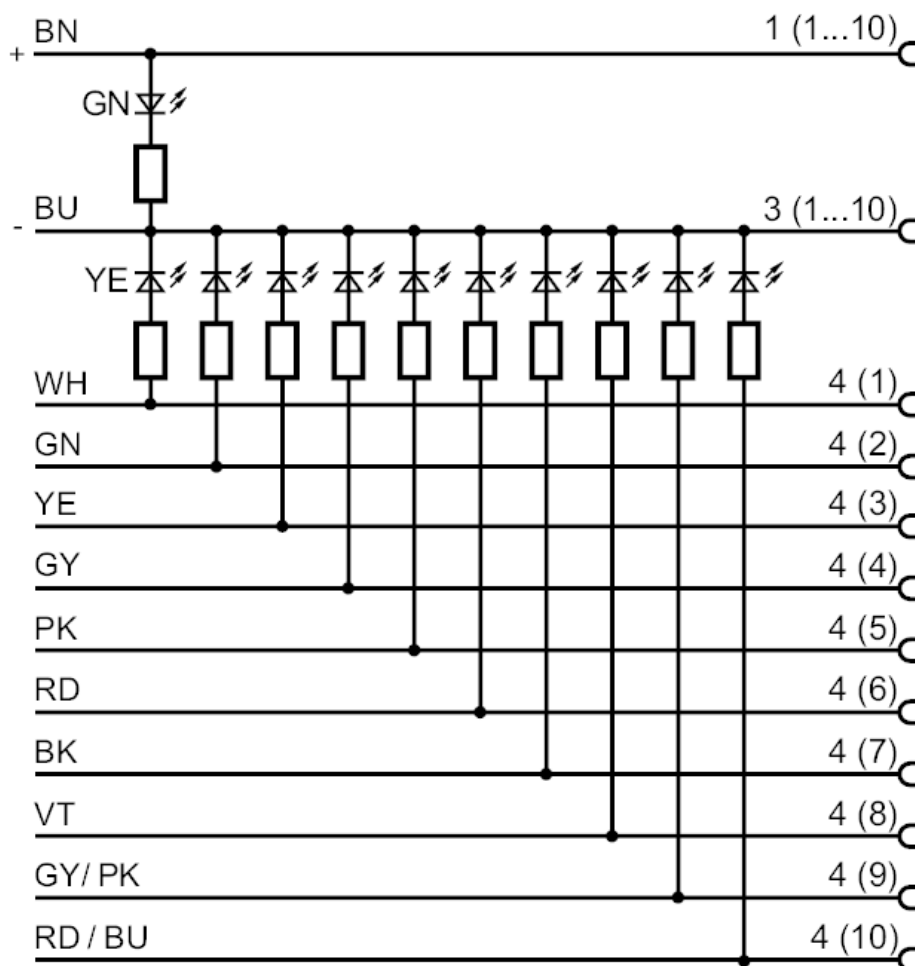 BN 1 (1...10)
+
GN
BU 3 (1...10)
-
YE
WH 4 (1)
GN 4 (2)
YE 4 (3)
GY 4 (4)
PK 4 (5)
RD 4 (6)
BK 4 (7)
VT 4 (8)
GY/ PK 4 (9)
RD / BU 4 (10)